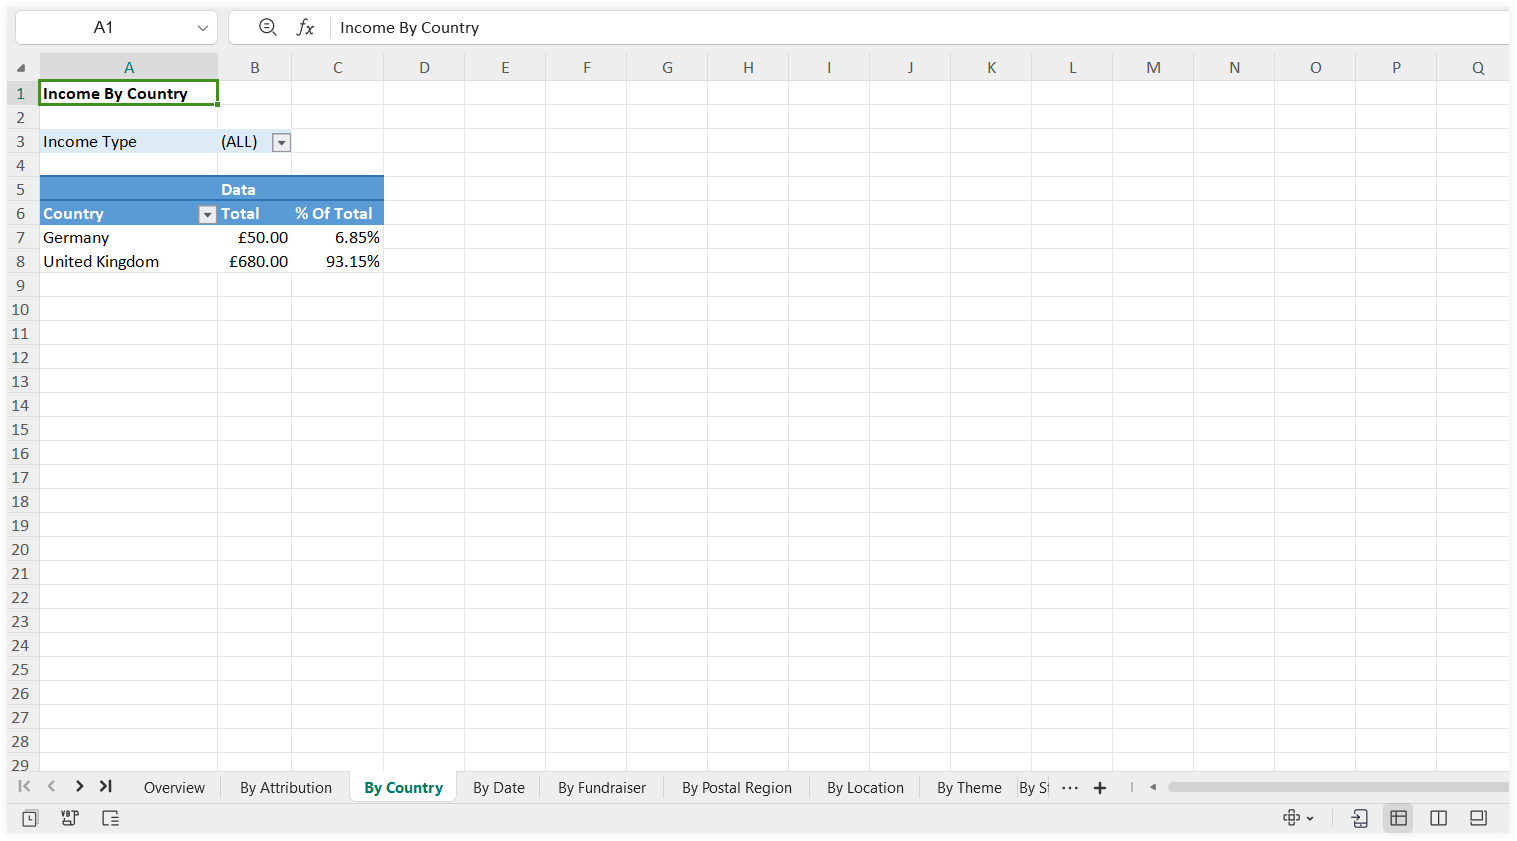 A1 fx Income By Country
A B C D E F G H I J K L M N O P Q
1 Income By Country
2
3 Income Type (ALL)
4
5 Data
6 Country Total % Of Total
7 Germany £50.00 6.85%
8 United Kingdom £680.00 93.15%
9
10
11
12
13
14
15
16
17
18
19
20
21
22
23
24
25
26
27
28
29
Overview By Attribution By Country By Date By Fundraiser By Postal Region By Location By Theme By ··· +